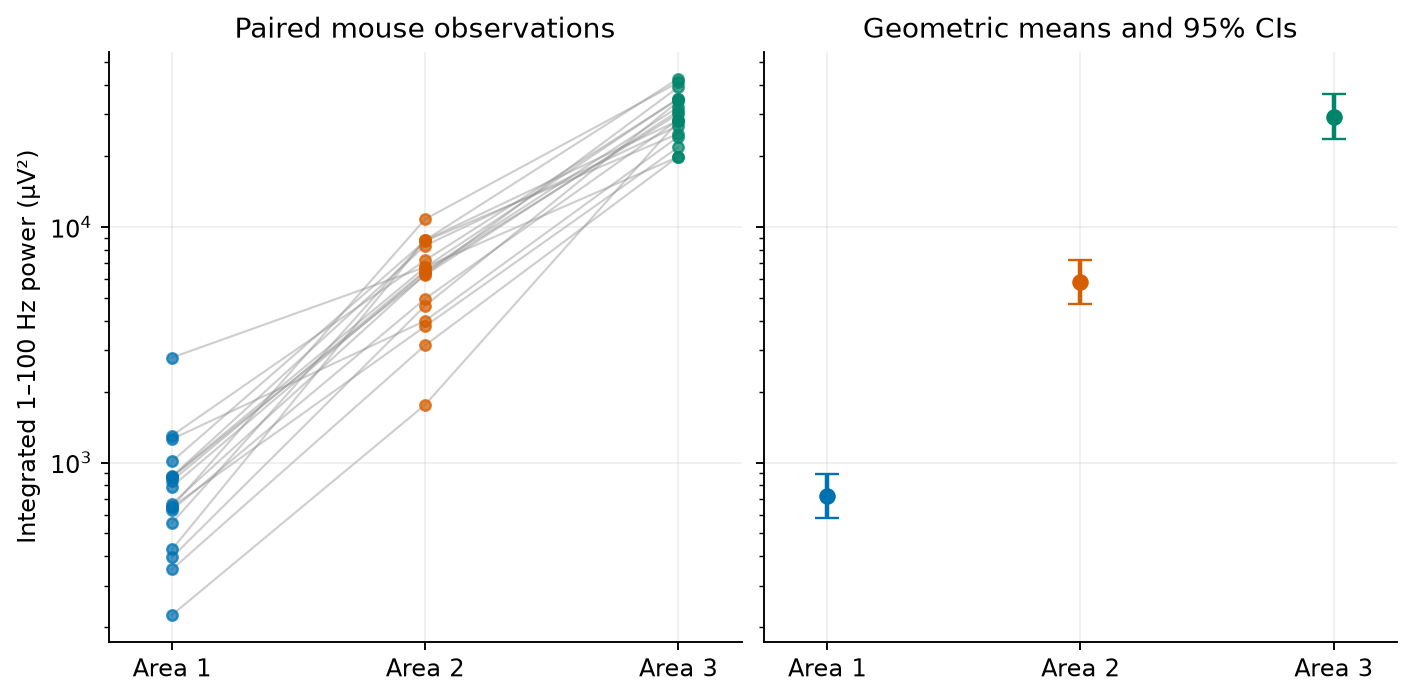 Paired mouse observations
Geometric means and 95% CIs
Integrated 1–100 Hz power (µV²)
10⁴
10³
Area 1
Area 2
Area 3
Area 1
Area 2
Area 3